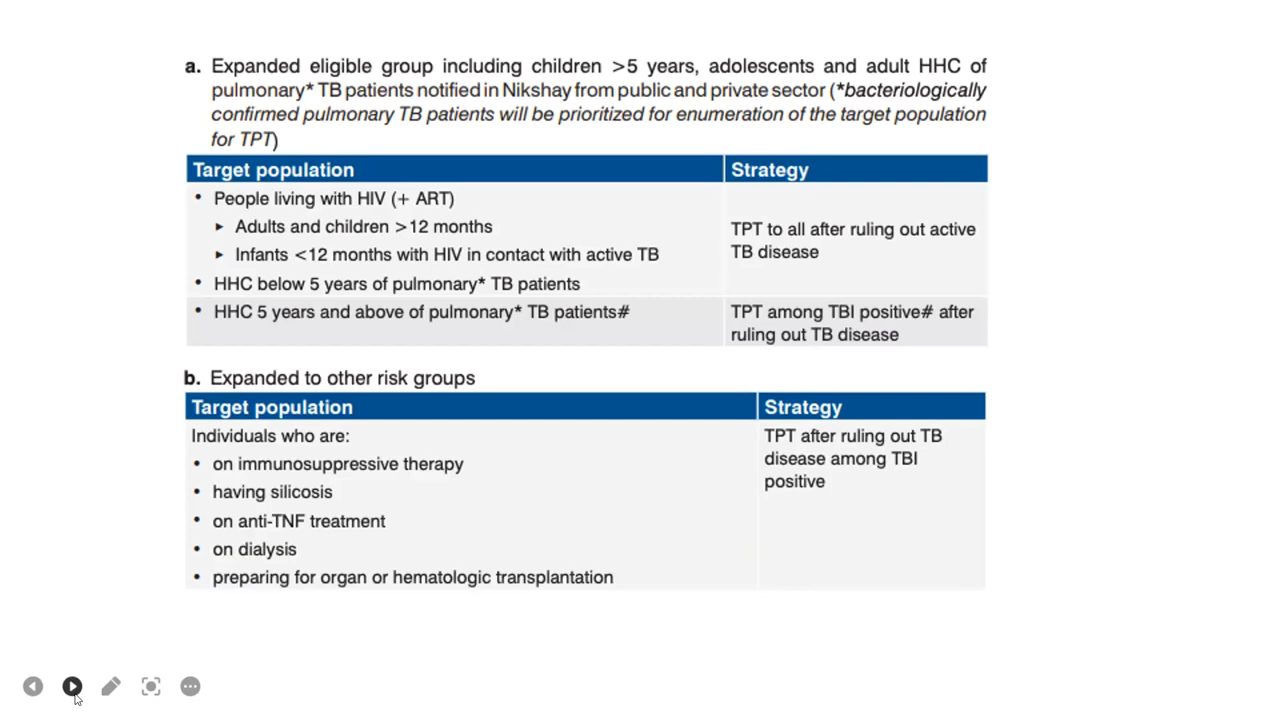 a. Expanded eligible group including children >5 years, adolescents and adult HHC of
pulmonary* TB patients notified in Nikshay from public and private sector (*bacteriologically
confirmed pulmonary TB patients will be prioritized for enumeration of the target population
for TPT)
Target population
Strategy
• People living with HIV (+ ART)
▸ Adults and children >12 months
▸ Infants <12 months with HIV in contact with active TB
• HHC below 5 years of pulmonary* TB patients
TPT to all after ruling out active
TB disease
• HHC 5 years and above of pulmonary* TB patients#
TPT among TBI positive# after
ruling out TB disease
b. Expanded to other risk groups
Target population
Strategy
Individuals who are:
• on immunosuppressive therapy
• having silicosis
• on anti-TNF treatment
• on dialysis
• preparing for organ or hematologic transplantation
TPT after ruling out TB
disease among TBI
positive